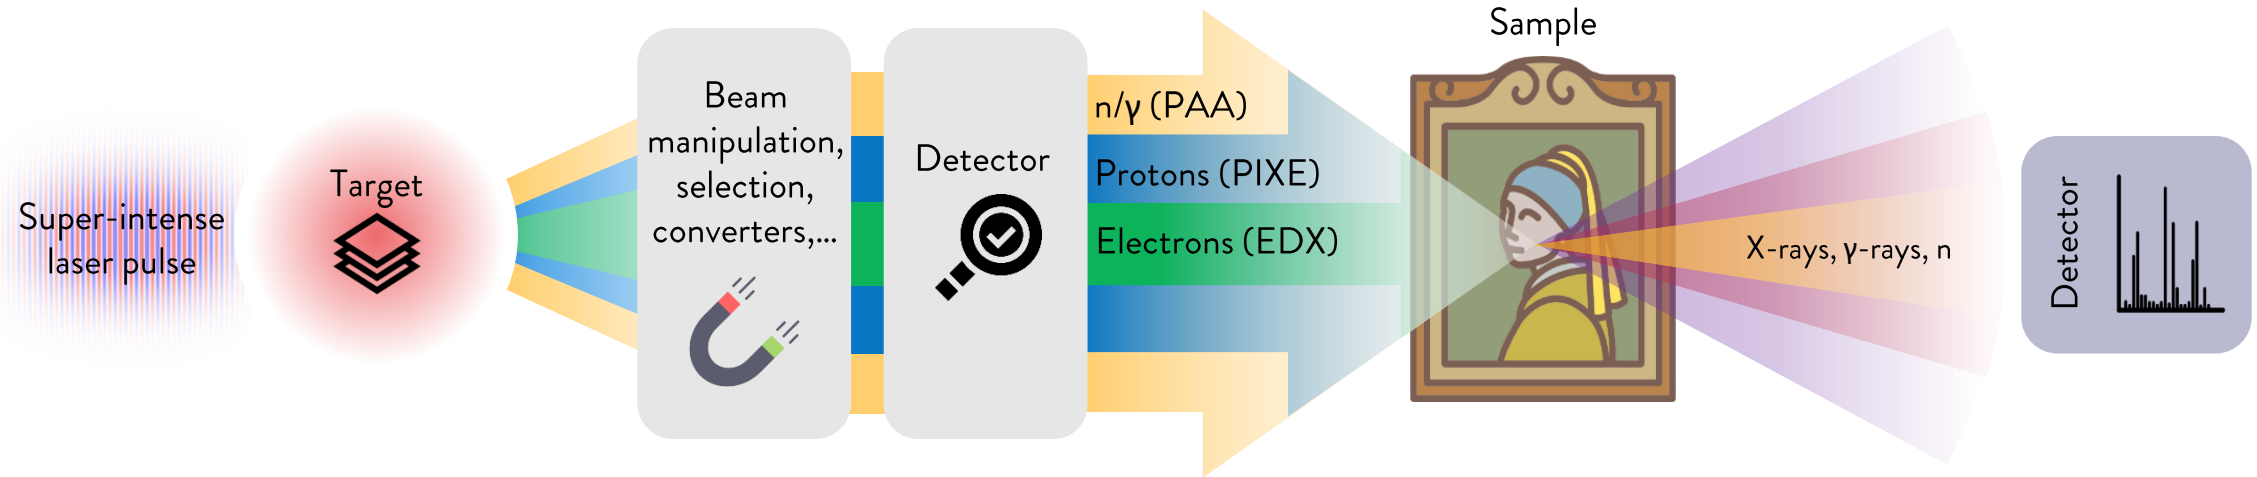 Super-intense
laser pulse
Target
Beam
manipulation,
selection,
converters,...
Detector
n/γ (PAA)
Protons (PIXE)
Electrons (EDX)
Sample
X-rays, γ-rays, n
Detector